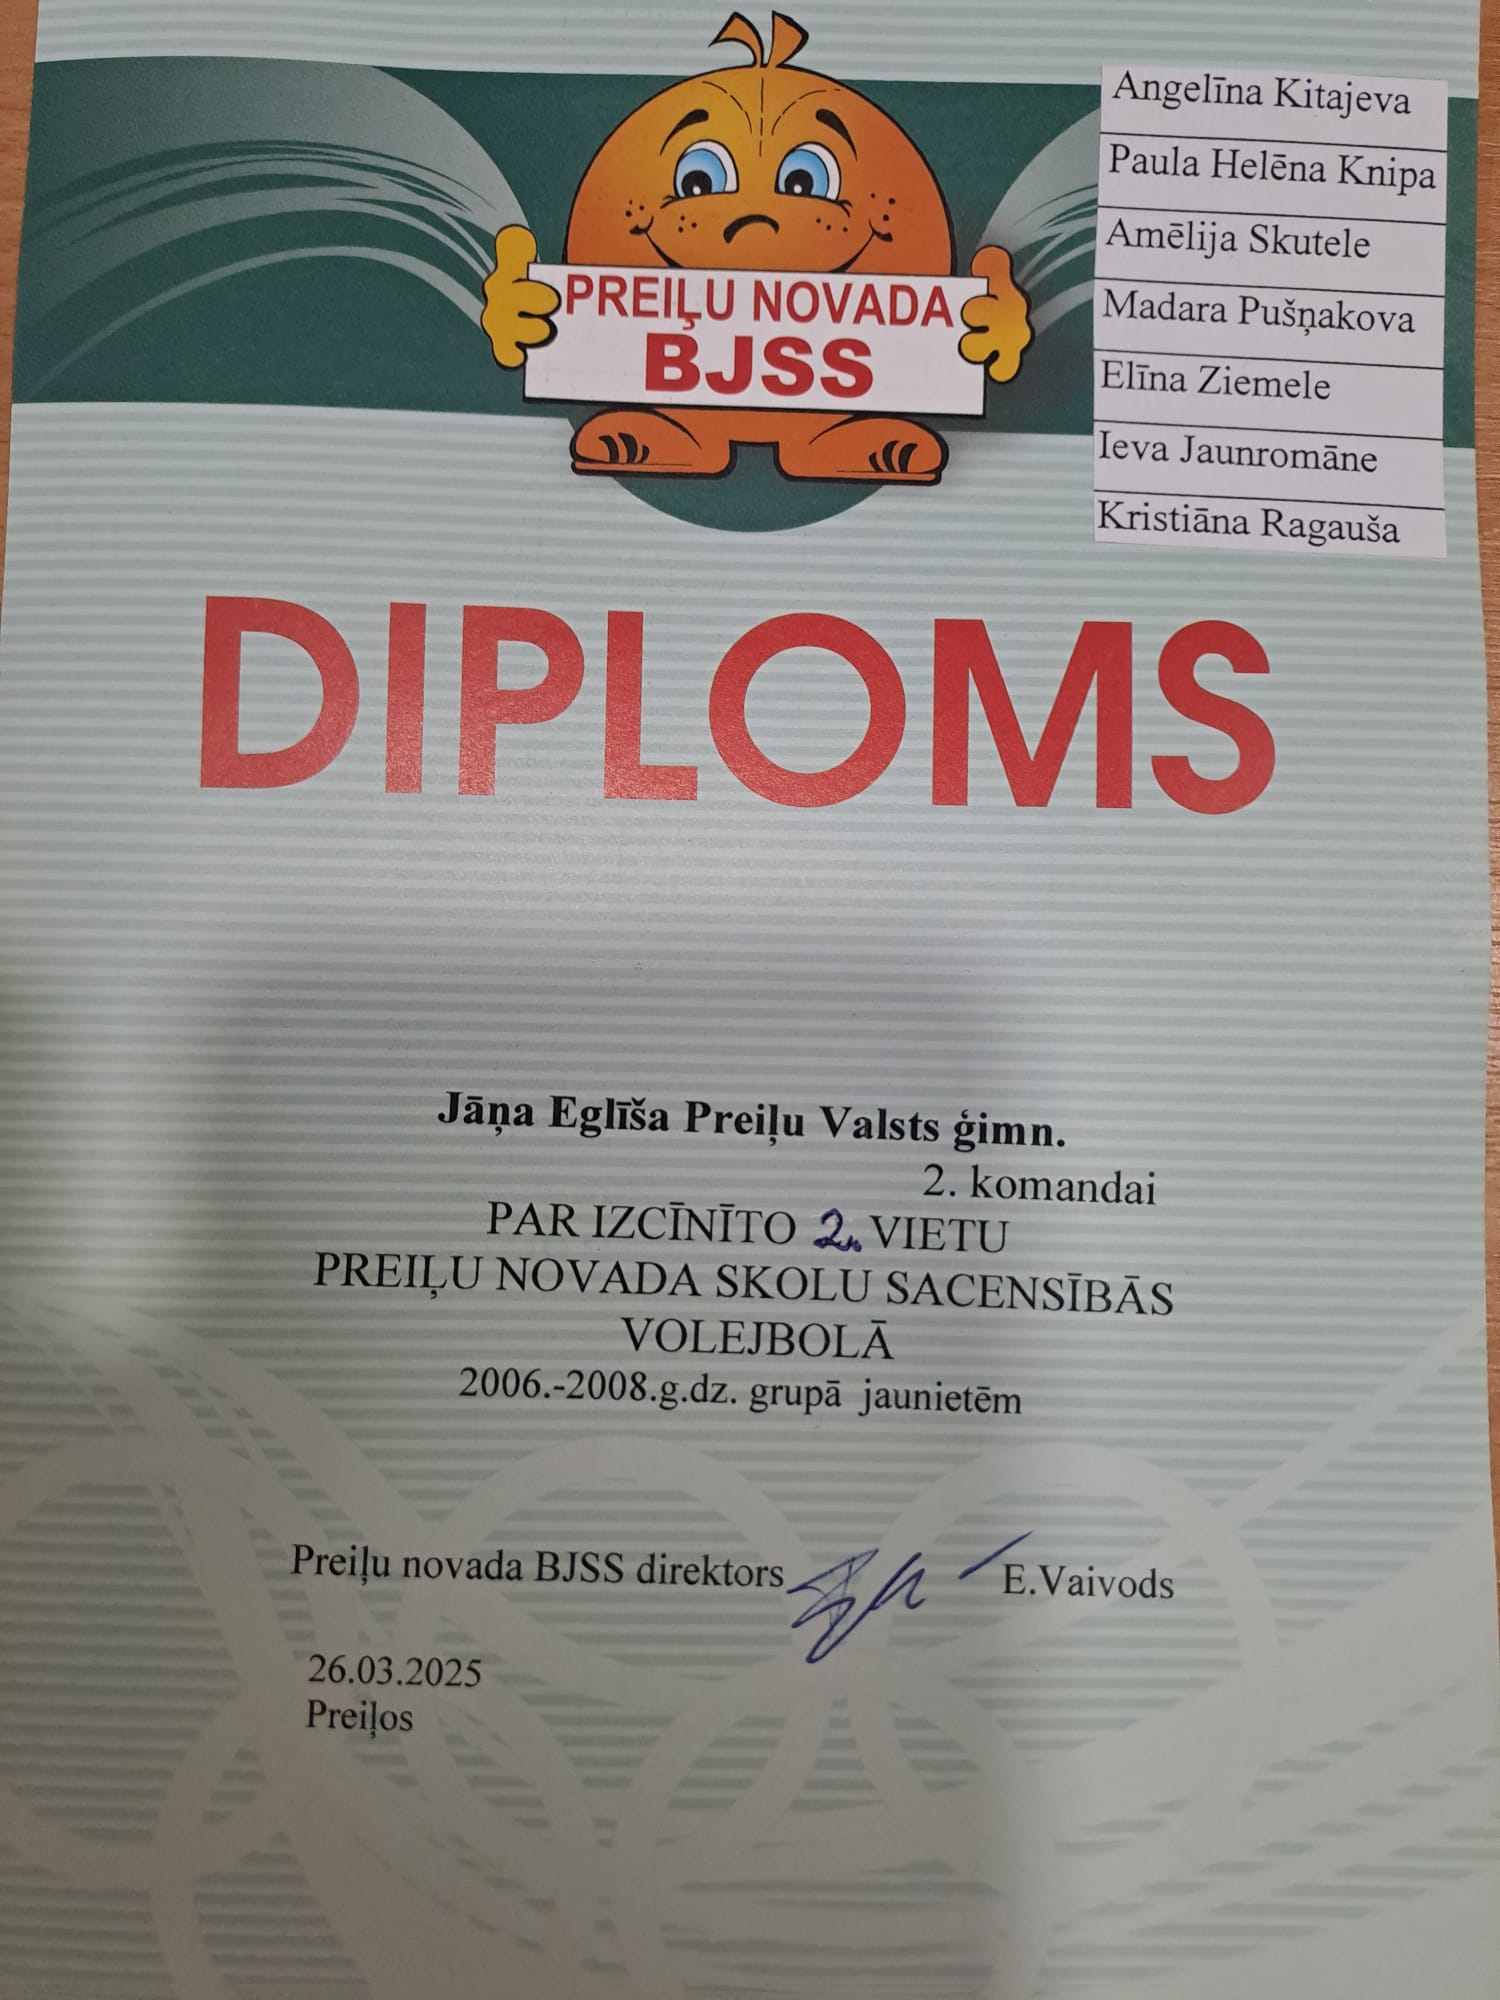 Angelīna Kitajeva
Paula Helēna Knipa
Amēlija Skutele
Madara Pušņakova
Elīna Ziemele
Ieva Jaunromāne
Kristiāna Ragauša
PREIĻU NOVADA
BJSS
DIPLOMS
Jāņa Eglīša Preiļu Valsts ģimn.
2. komandai
PAR IZCĪNĪTO 2. VIETU
PREIĻU NOVADA SKOLU SACENSĪBĀS
VOLEJBOLĀ
2006.-2008.g.dz. grupā jaunietēm
Preiļu novada BJSS direktors E.Vaivods
26.03.2025
Preiļos